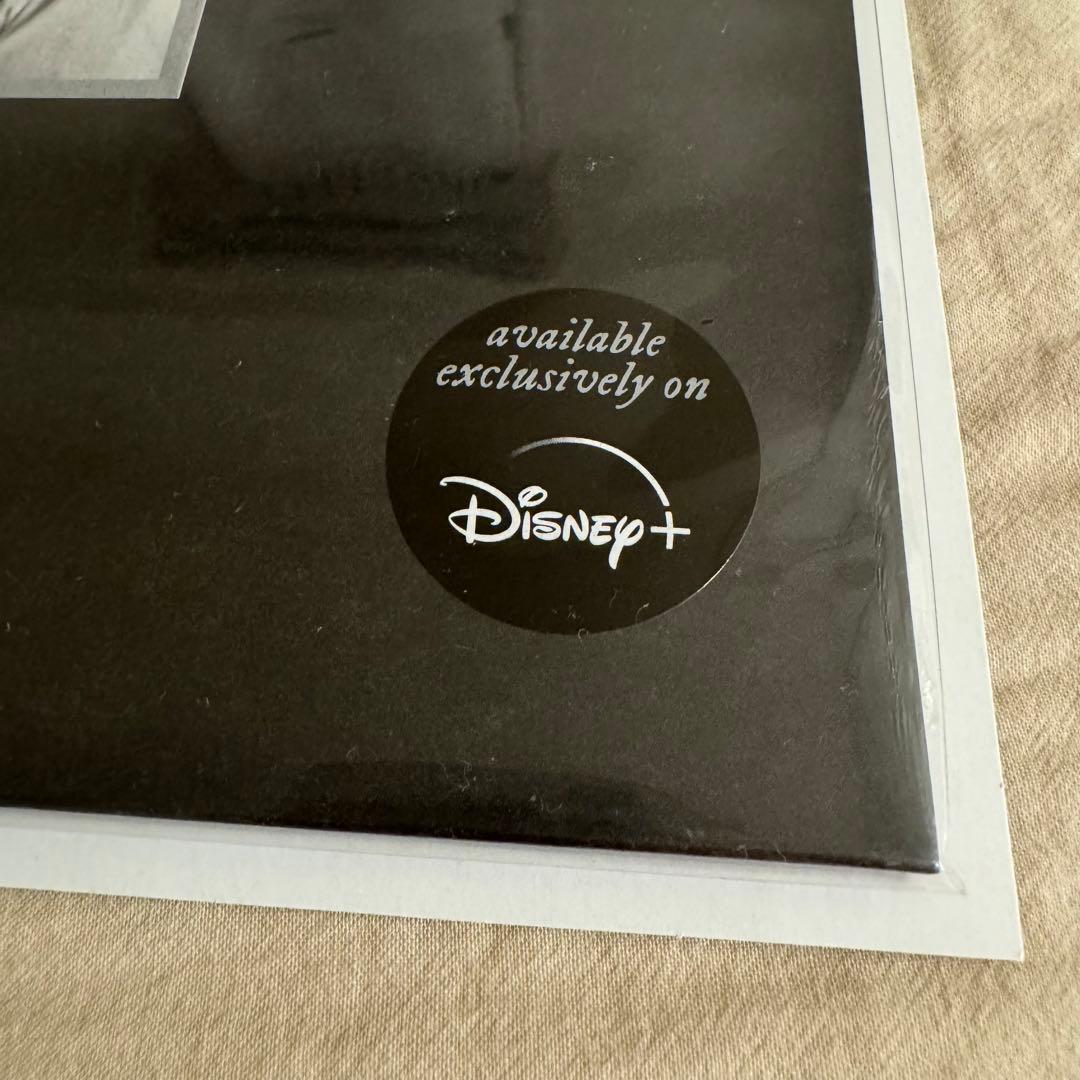 available
exclusively on
Disney+